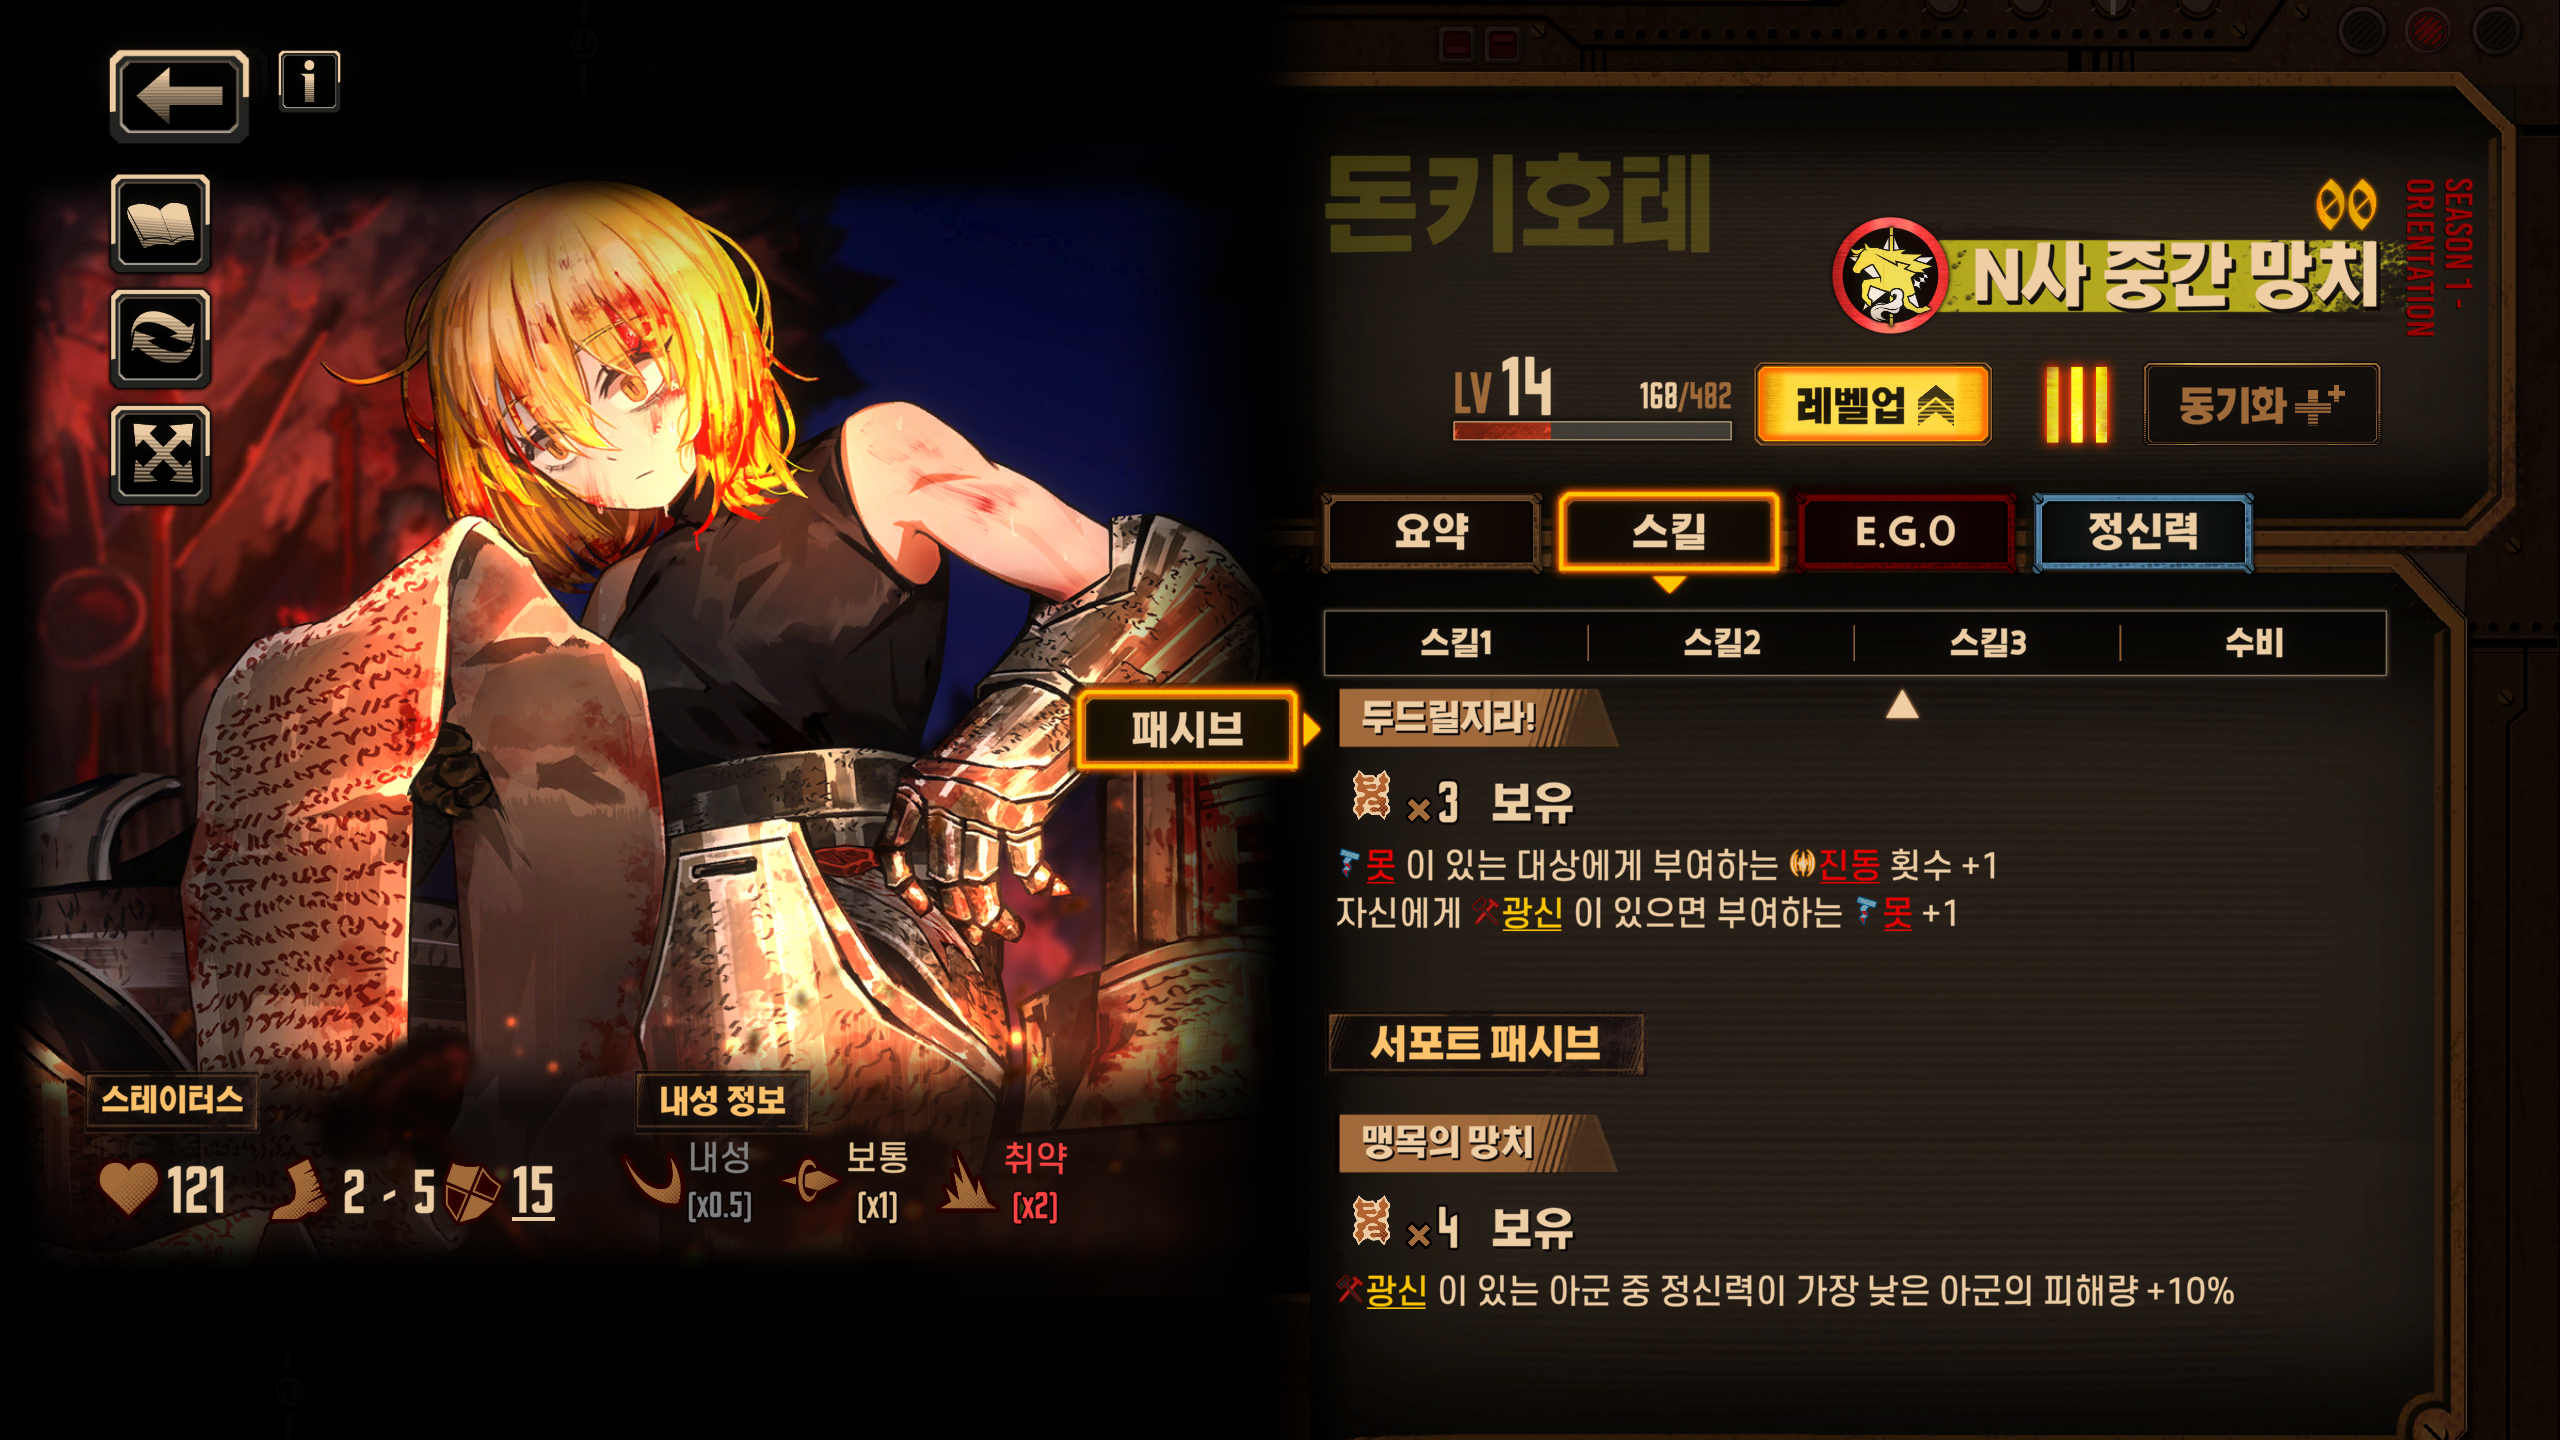 돈키호테
SEASON 1 -
ORIENTATION
N사 중간 망치
LV 14
168/482
레벨업
동기화
요약
스킬
E.G.O
정신력
스킬1
스킬2
스킬3
수비
패시브
두드릴지라!
×3 보유
못 이 있는 대상에게 부여하는 진동 횟수 +1
자신에게 광신 이 있으면 부여하는 못 +1
서포트 패시브
맹목의 망치
×4 보유
광신 이 있는 아군 중 정신력이 가장 낮은 아군의 피해량 +10%
스테이터스
121
2 - 5
15
내성 정보
내성
[x0.5]
보통
[x1]
취약
[x2]